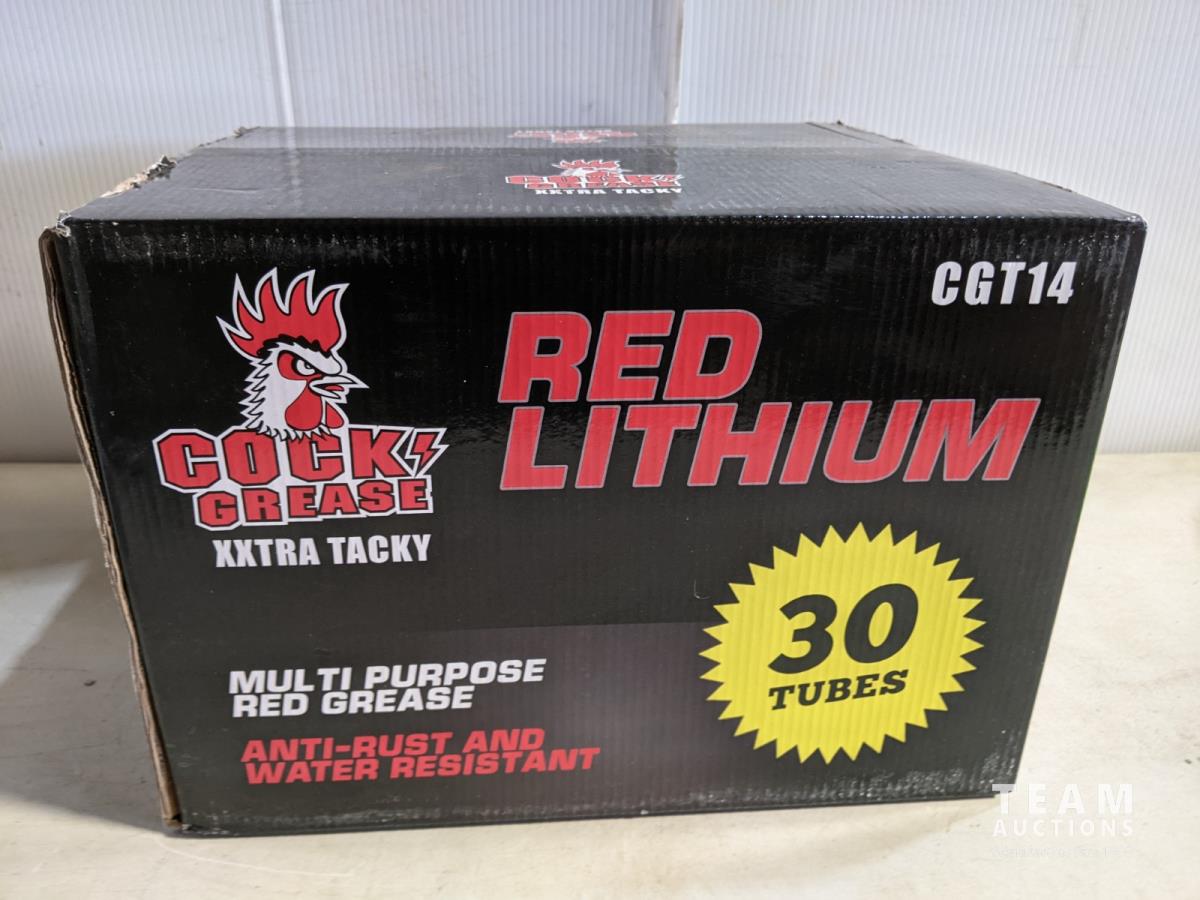 COCK
GREASE
XXTRA TACKY
CGT14
RED
LITHIUM
COCK
GREASE
XXTRA TACKY
30
TUBES
MULTI PURPOSE
RED GREASE
ANTI-RUST AND
WATER RESISTANT
TEAM
AUCTIONS